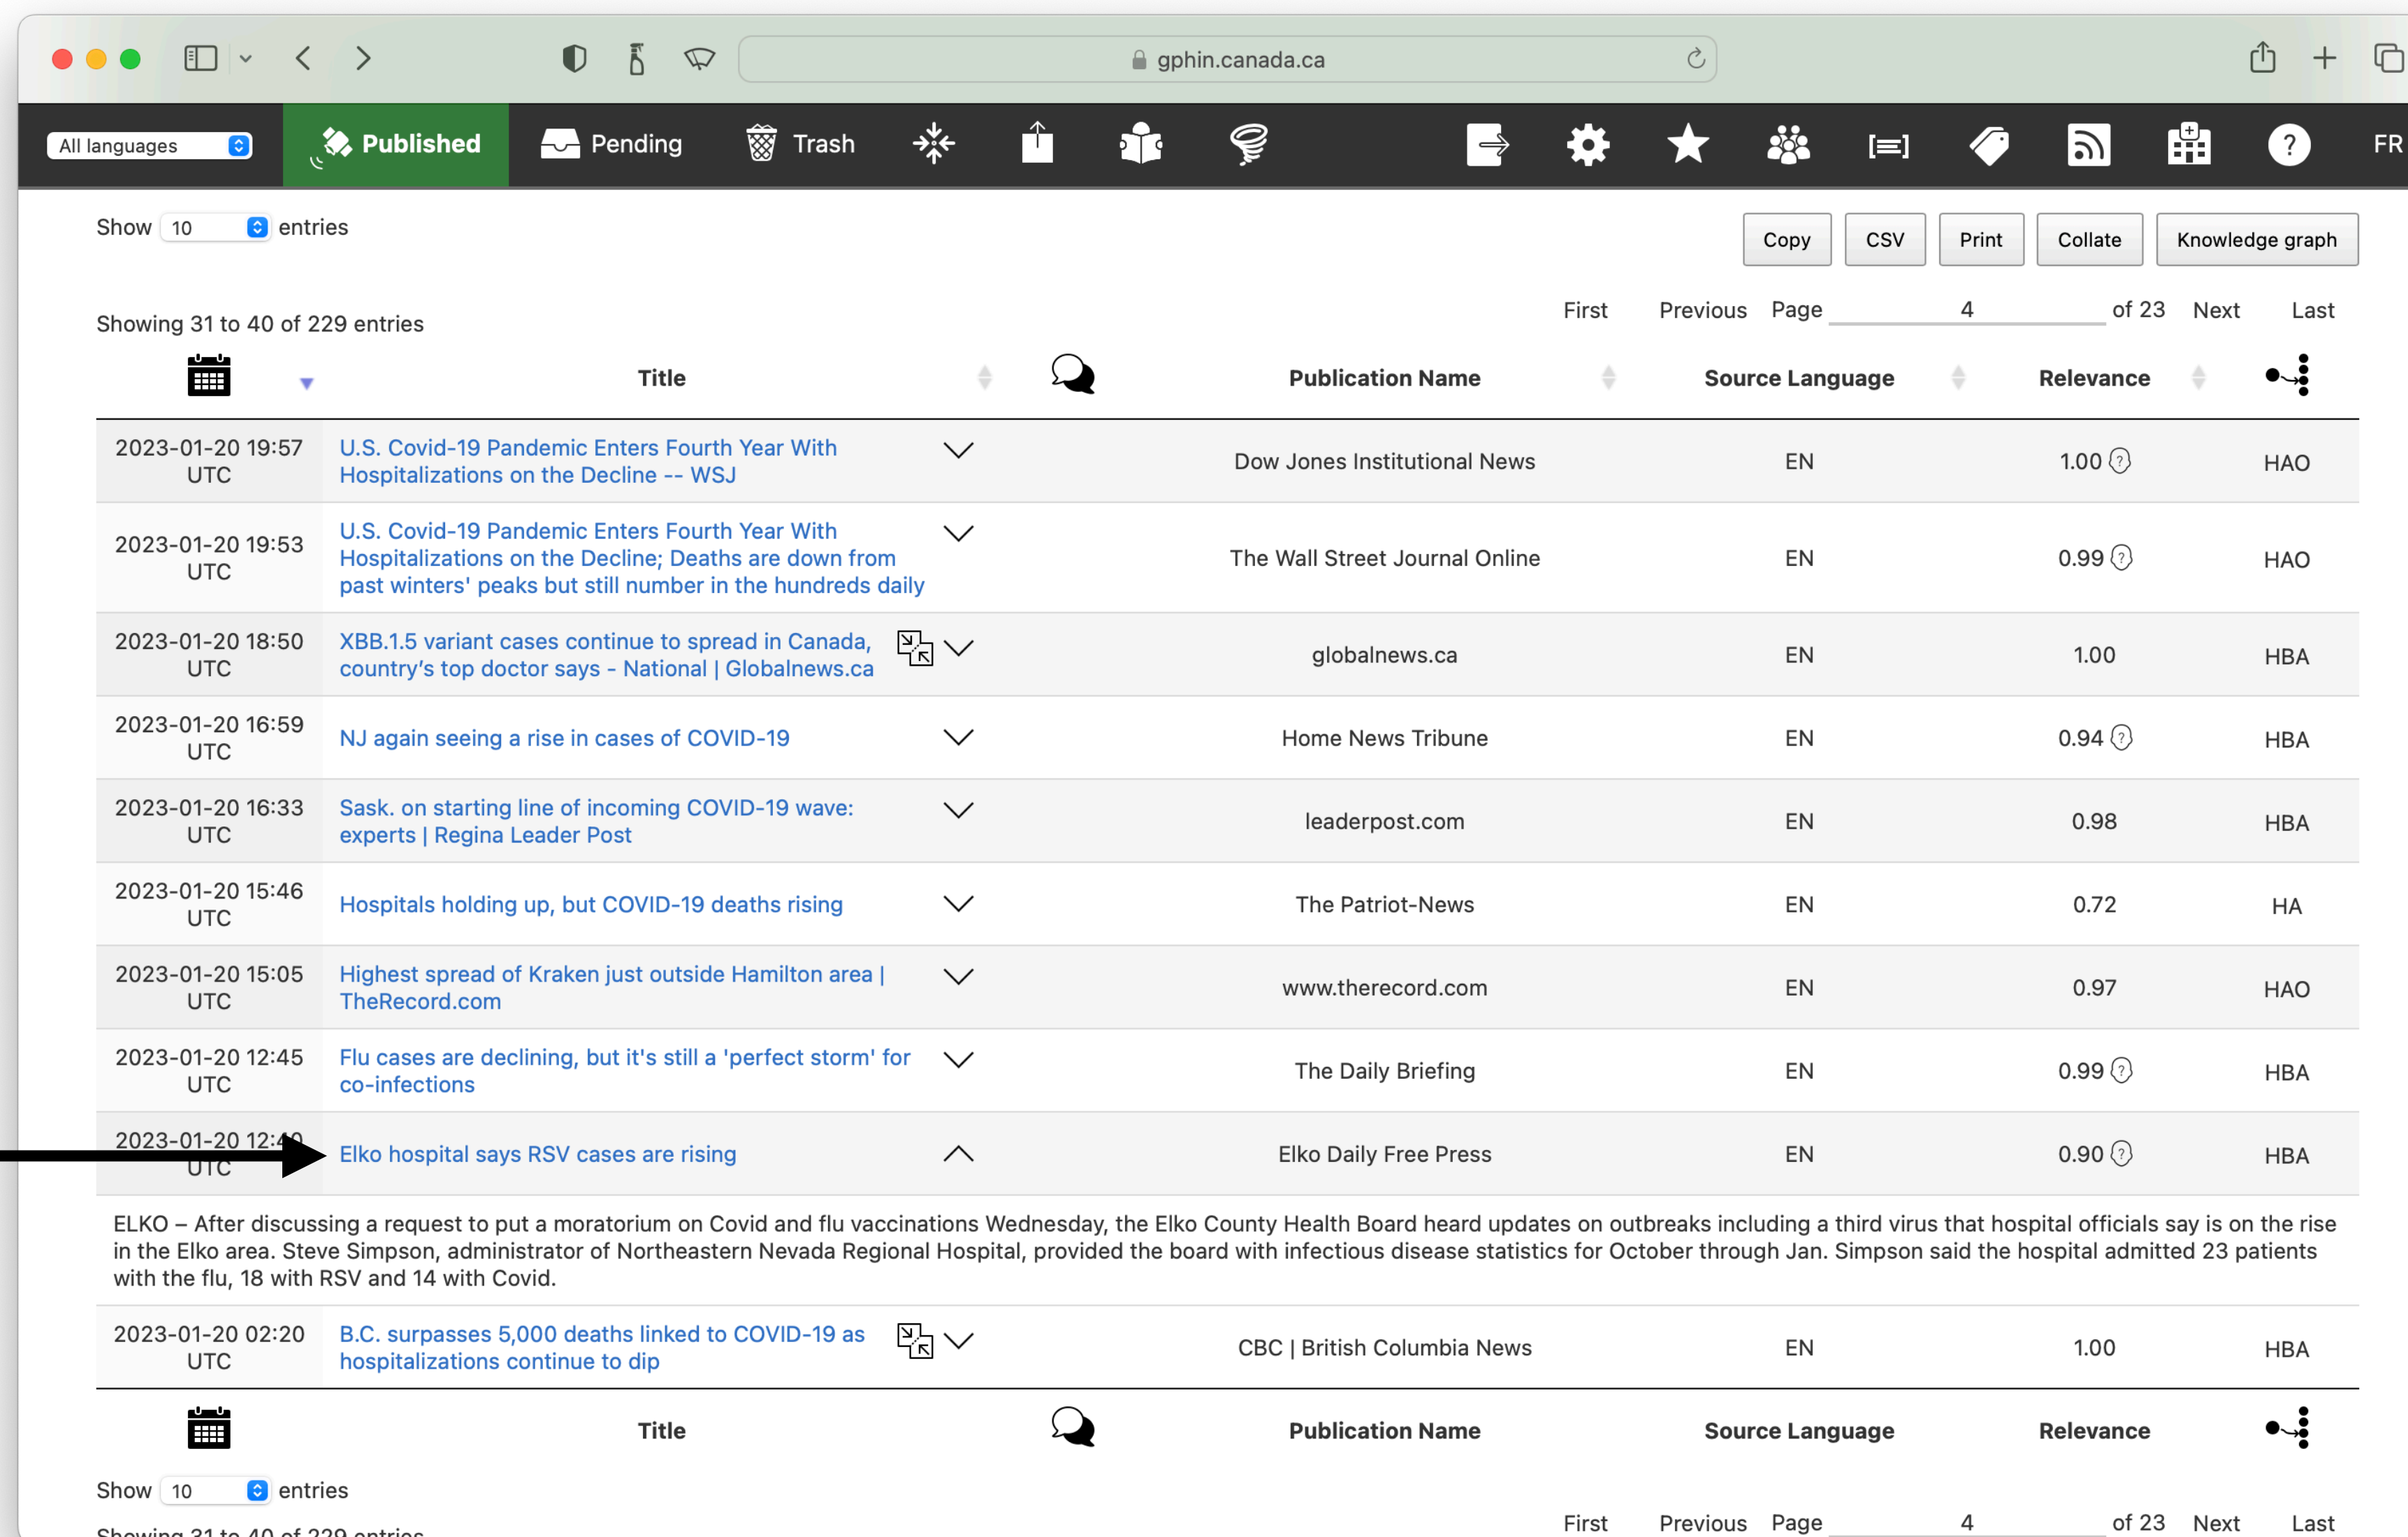 gphin.canada.ca
All languages Published Pending Trash ? FR
Show 10 entries
Copy CSV Print Collate Knowledge graph
First Previous Page 4 of 23 Next Last
Showing 31 to 40 of 229 entries
Title Publication Name Source Language Relevance
2023-01-20 19:57 UTC
U.S. Covid-19 Pandemic Enters Fourth Year With
Hospitalizations on the Decline -- WSJ
Dow Jones Institutional News EN 1.00 ? HAO
2023-01-20 19:53 UTC
U.S. Covid-19 Pandemic Enters Fourth Year With
Hospitalizations on the Decline; Deaths are down from
past winters' peaks but still number in the hundreds daily
The Wall Street Journal Online EN 0.99 ? HAO
2023-01-20 18:50 UTC
XBB.1.5 variant cases continue to spread in Canada,
country’s top doctor says - National | Globalnews.ca
globalnews.ca EN 1.00 HBA
2023-01-20 16:59 UTC
NJ again seeing a rise in cases of COVID-19
Home News Tribune EN 0.94 ? HBA
2023-01-20 16:33 UTC
Sask. on starting line of incoming COVID-19 wave:
experts | Regina Leader Post
leaderpost.com EN 0.98 HBA
2023-01-20 15:46 UTC
Hospitals holding up, but COVID-19 deaths rising
The Patriot-News EN 0.72 HA
2023-01-20 15:05 UTC
Highest spread of Kraken just outside Hamilton area |
TheRecord.com
www.therecord.com EN 0.97 HAO
2023-01-20 12:45 UTC
Flu cases are declining, but it's still a 'perfect storm' for
co-infections
The Daily Briefing EN 0.99 ? HBA
2023-01-20 12:40 UTC
Elko hospital says RSV cases are rising
Elko Daily Free Press EN 0.90 ? HBA
ELKO – After discussing a request to put a moratorium on Covid and flu vaccinations Wednesday, the Elko County Health Board heard updates on outbreaks including a third virus that hospital officials say is on the rise
in the Elko area. Steve Simpson, administrator of Northeastern Nevada Regional Hospital, provided the board with infectious disease statistics for October through Jan. Simpson said the hospital admitted 23 patients
with the flu, 18 with RSV and 14 with Covid.
2023-01-20 02:20 UTC
B.C. surpasses 5,000 deaths linked to COVID-19 as
hospitalizations continue to dip
CBC | British Columbia News EN 1.00 HBA
Title Publication Name Source Language Relevance
Show 10 entries
First Previous Page 4 of 23 Next Last
Showing 31 to 40 of 229 entries